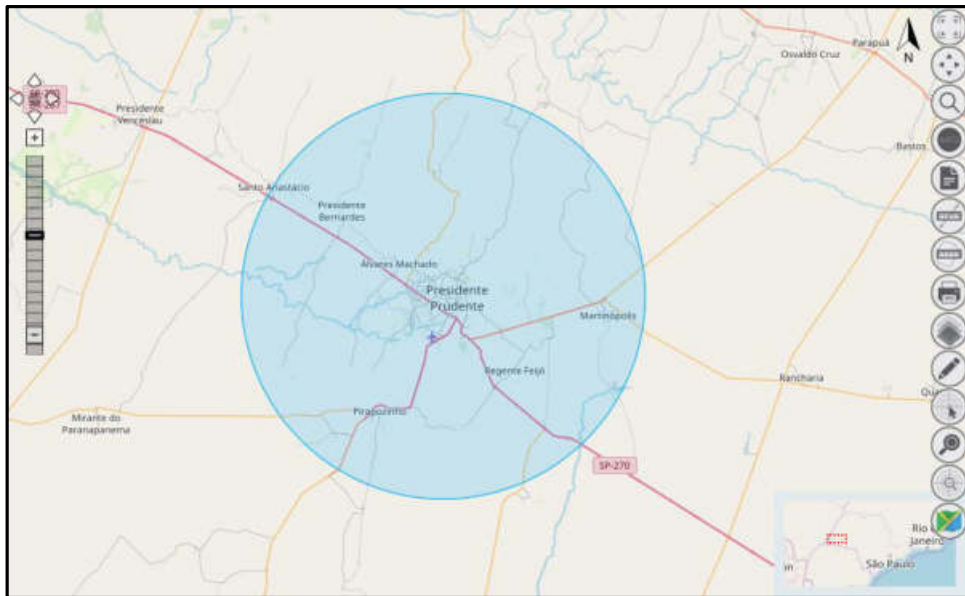 Osvaldo Cruz
Parapuã
N
Presidente
Venceslau
Bastos
Santo Anastácio
Presidente
Bernardes
Álvares Machado
Presidente
Prudente
Martinópolis
Regente Feijó
Rancharia
Pirapozinho
Mirante do
Paranapanema
SP-270
Janeiro
São Paulo